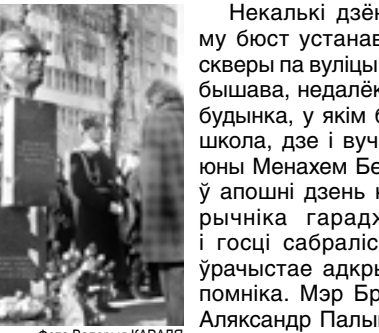 Некалькі дзён
му бюст устанав
скверы па вуліцы
бышава, недалёк
будынка, у якім б
школа, дзе і вуч
юны Менахем Бе
ў апошні дзень к
рычніка гарадж
і госці сабраліс
ўрачыстае адкры
помніка. Мэр Бр
Аляксандр Палы